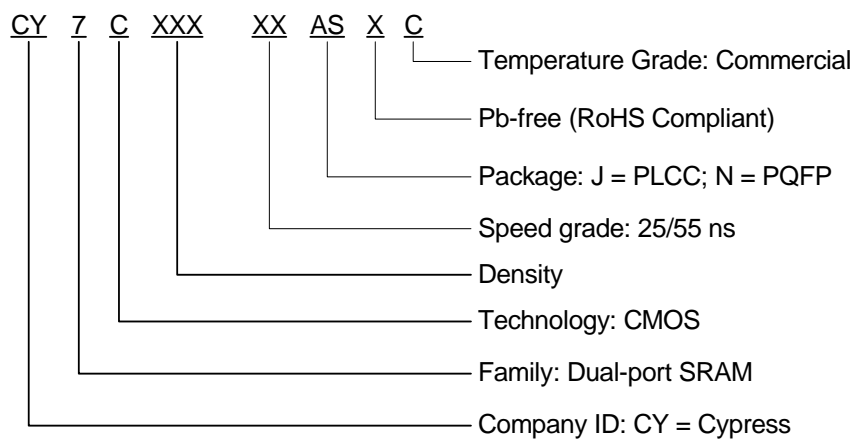 CY 7 C XXX XX AS X C
Temperature Grade: Commercial
Pb-free (RoHS Compliant)
Package: J = PLCC; N = PQFP
Speed grade: 25/55 ns
Density
Technology: CMOS
Family: Dual-port SRAM
Company ID: CY = Cypress